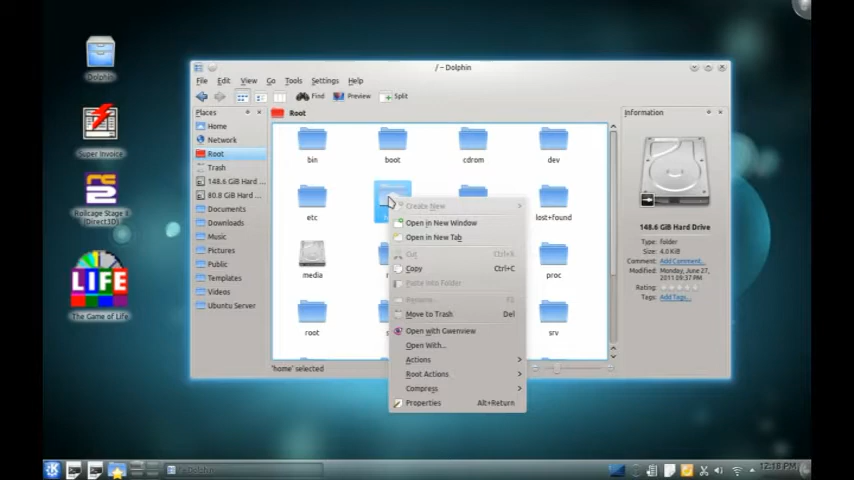 / - Dolphin
File Edit View Go Tools Settings Help
Find Preview Split
Places
Root
Information
Home
Network
Root
Trash
148.6 GiB Hard ...
80.8 GiB Hard ...
Documents
Downloads
Music
Pictures
Public
Templates
Videos
Ubuntu Server
bin boot cdrom dev
etc lost+found
media proc
root srv
'home' selected
Create New
Open in New Window
Open in New Tab
Cut Ctrl+X
Copy Ctrl+C
Paste Into Folder
Rename... F2
Move to Trash Del
Open with Gwenview
Open With...
Actions
Root Actions
Compress
Properties Alt+Return
148.6 GiB Hard Drive
Type: folder
Size: 4.0 KiB
Comment: Add Comment...
Modified: Monday, June 27, 2011 09:37 PM
Rating:
Tags: Add Tags...
Dolphin
Super Invoice
Rollcage Stage II
(Direct3D)
LIFE
The Game of Life
/ - Dolphin
12:18 PM